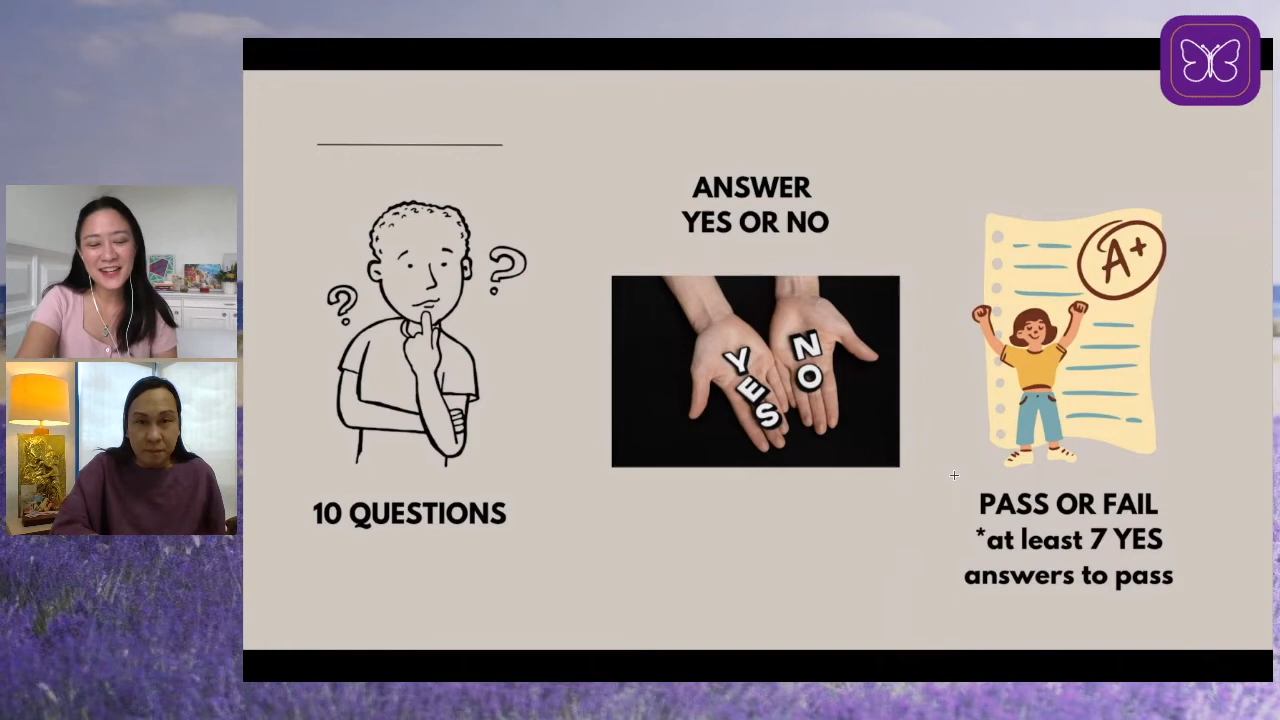 10 QUESTIONS
ANSWER
YES OR NO
YES
NO
A+
PASS OR FAIL
*at least 7 YES
answers to pass